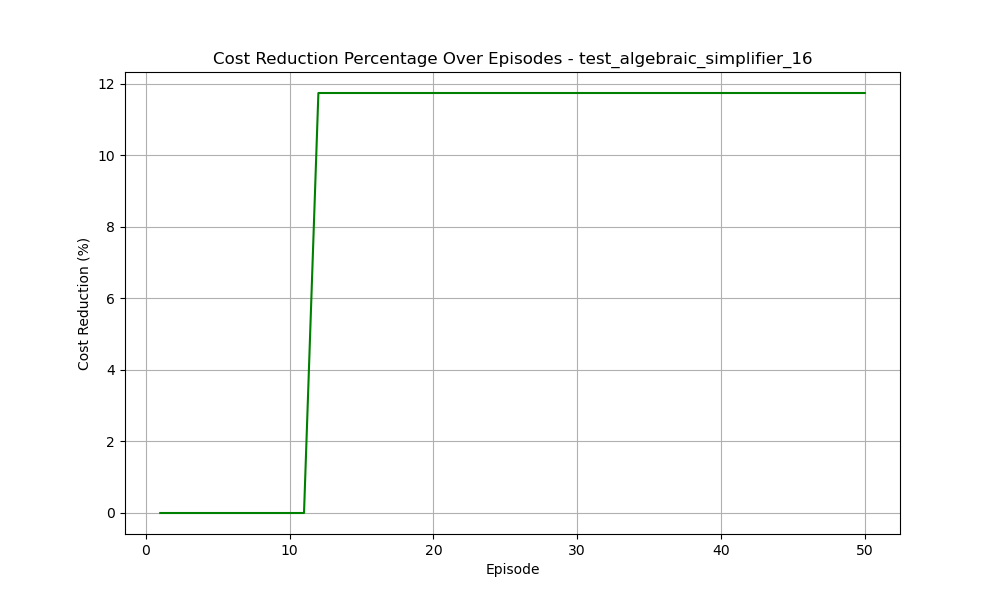 Cost Reduction Percentage Over Episodes - test_algebraic_simplifier_16
12
10
8
6
4
2
0
Cost Reduction (%)
0 10 20 30 40 50
Episode